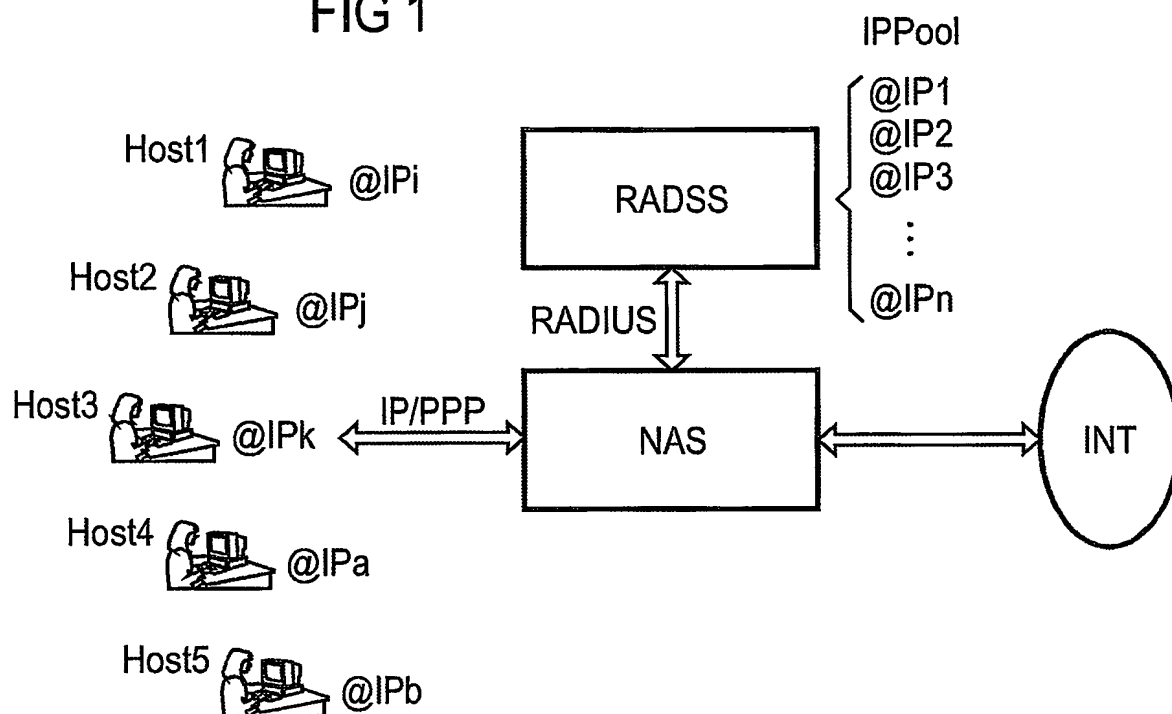 FIG 1
IPPool
@IP1
@IP2
@IP3
⋮
@IPn
Host1
@IPi
RADSS
Host2
@IPj
RADIUS
Host3
@IPk
IP/PPP
NAS
INT
Host4
@IPa
Host5
@IPb